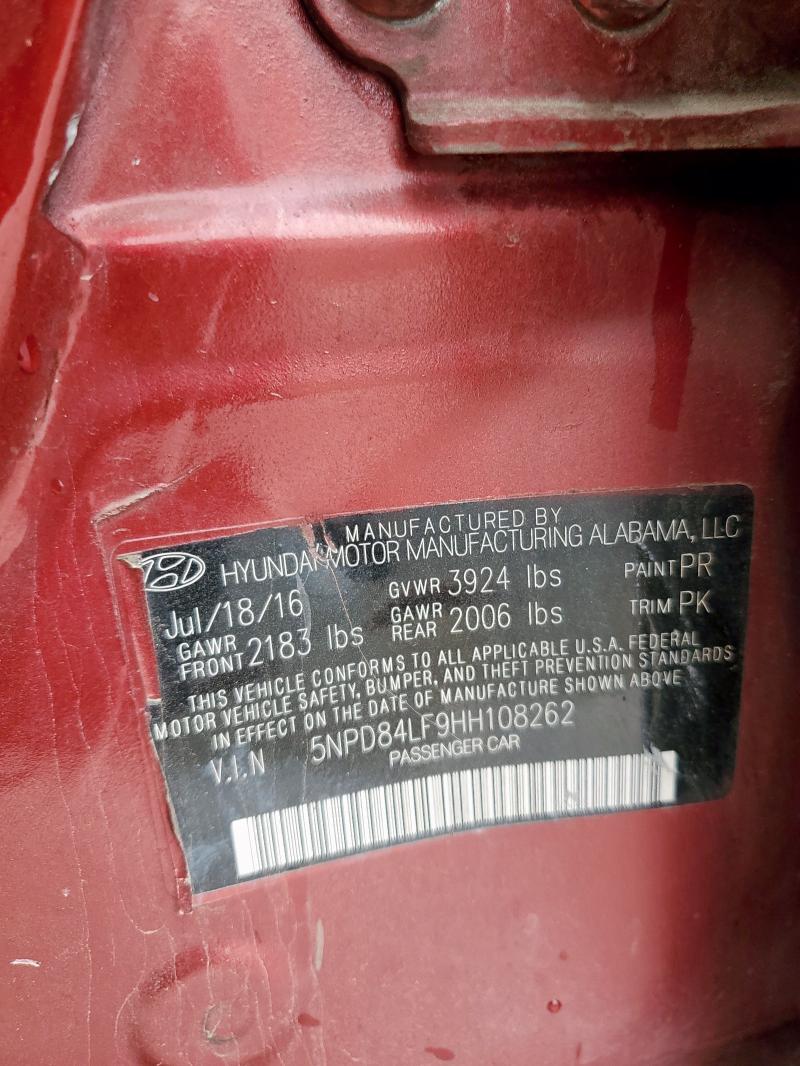 MANUFACTURED BY
HYUNDAI MOTOR MANUFACTURING ALABAMA, LLC
Jul/18/16 GVWR 3924 lbs PAINT PR
GAWR FRONT 2183 lbs GAWR REAR 2006 lbs TRIM PK
THIS VEHICLE CONFORMS TO ALL APPLICABLE U.S.A. FEDERAL
MOTOR VEHICLE SAFETY, BUMPER, AND THEFT PREVENTION STANDARDS
IN EFFECT ON THE DATE OF MANUFACTURE SHOWN ABOVE
V.I.N 5NPD84LF9HH108262
PASSENGER CAR